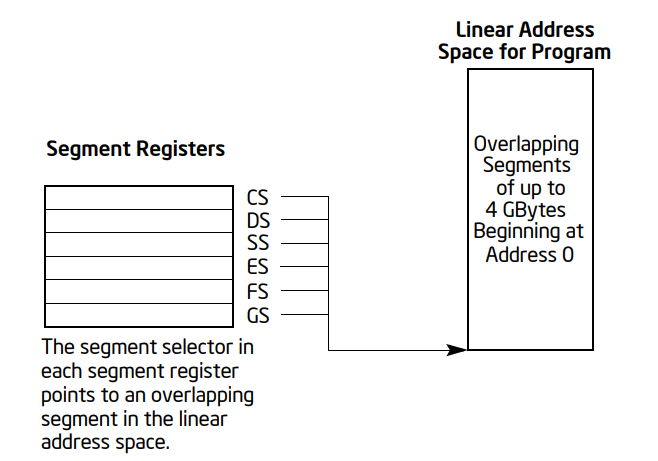 Linear Address
Space for Program
Overlapping
Segments
of up to
4 GBytes
Beginning at
Address 0
Segment Registers
CS
DS
SS
ES
FS
GS
The segment selector in
each segment register
points to an overlapping
segment in the linear
address space.